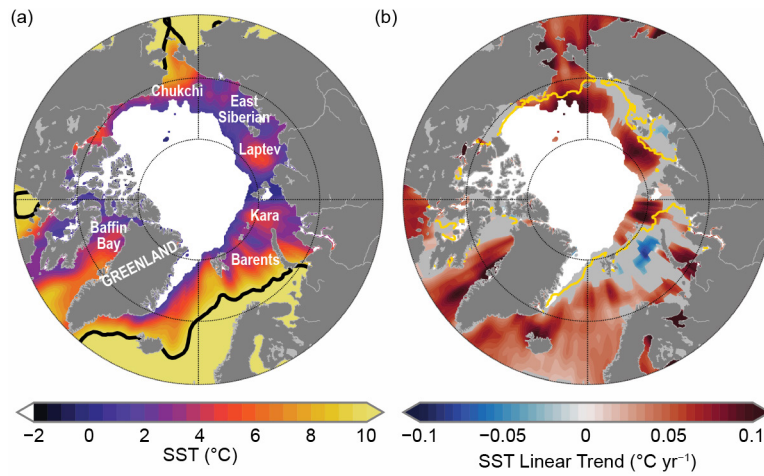 (a)
(b)
Chukchi
East
Siberian
Laptev
Kara
Baffin
Bay
GREENLAND
Barents
−2 0 2 4 6 8 10
SST (°C)
−0.1 −0.05 0 0.05 0.1
SST Linear Trend (°C yr⁻¹)